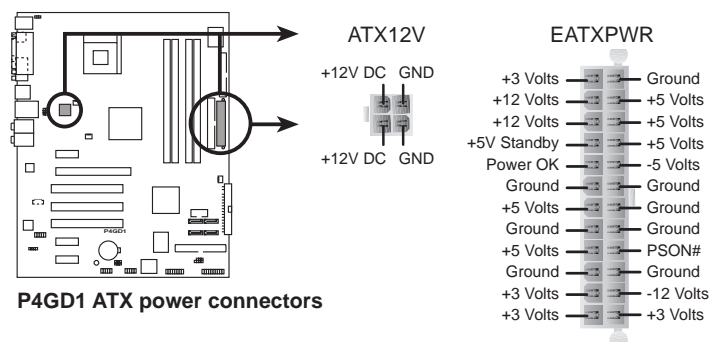 ATX12V
+12V DC GND
+12V DC GND
EATXPWR
+3 Volts Ground
+12 Volts +5 Volts
+12 Volts +5 Volts
+5V Standby +5 Volts
Power OK -5 Volts
Ground Ground
+5 Volts Ground
Ground Ground
+5 Volts PSON#
Ground Ground
+3 Volts -12 Volts
+3 Volts +3 Volts
P4GD1
P4GD1 ATX power connectors